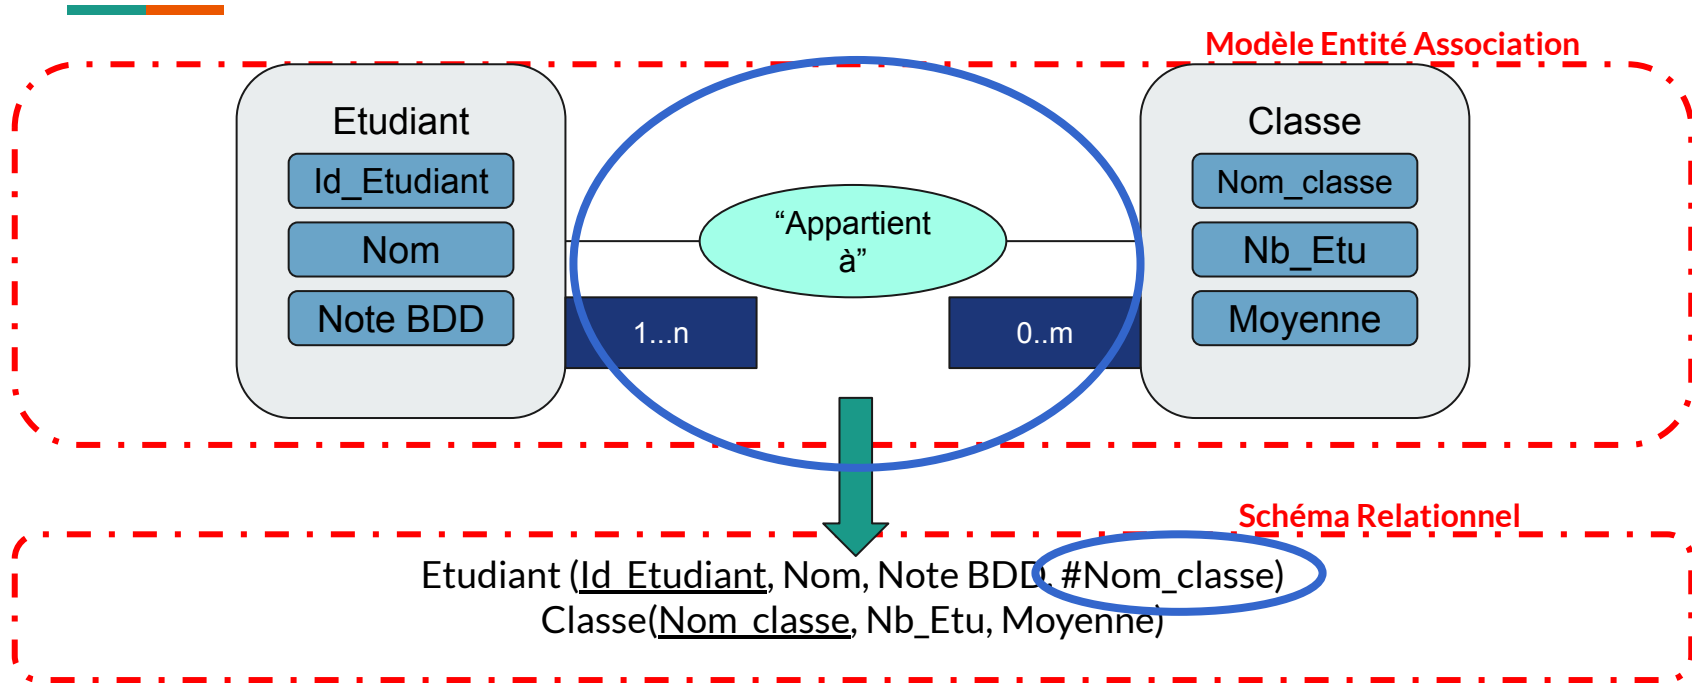 Modèle Entité Association
Etudiant
Id_Etudiant
Nom
Note BDD
“Appartient
à”
1...n
0..m
Classe
Nom_classe
Nb_Etu
Moyenne
Schéma Relationnel
Etudiant (Id_Etudiant, Nom, Note BDD, #Nom_classe)
Classe(Nom_classe, Nb_Etu, Moyenne)